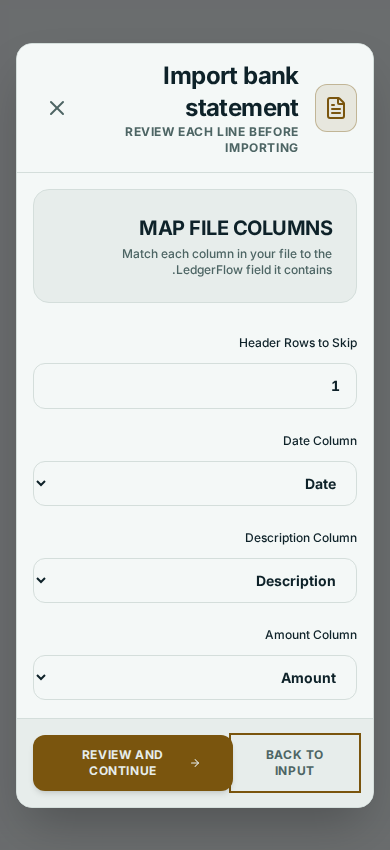 Import bank
statement
REVIEW EACH LINE BEFORE
IMPORTING
MAP FILE COLUMNS
Match each column in your file to the
.LedgerFlow field it contains
Header Rows to Skip
1
Date Column
Date
Description Column
Description
Amount Column
Amount
BACK TO
INPUT
REVIEW AND
CONTINUE